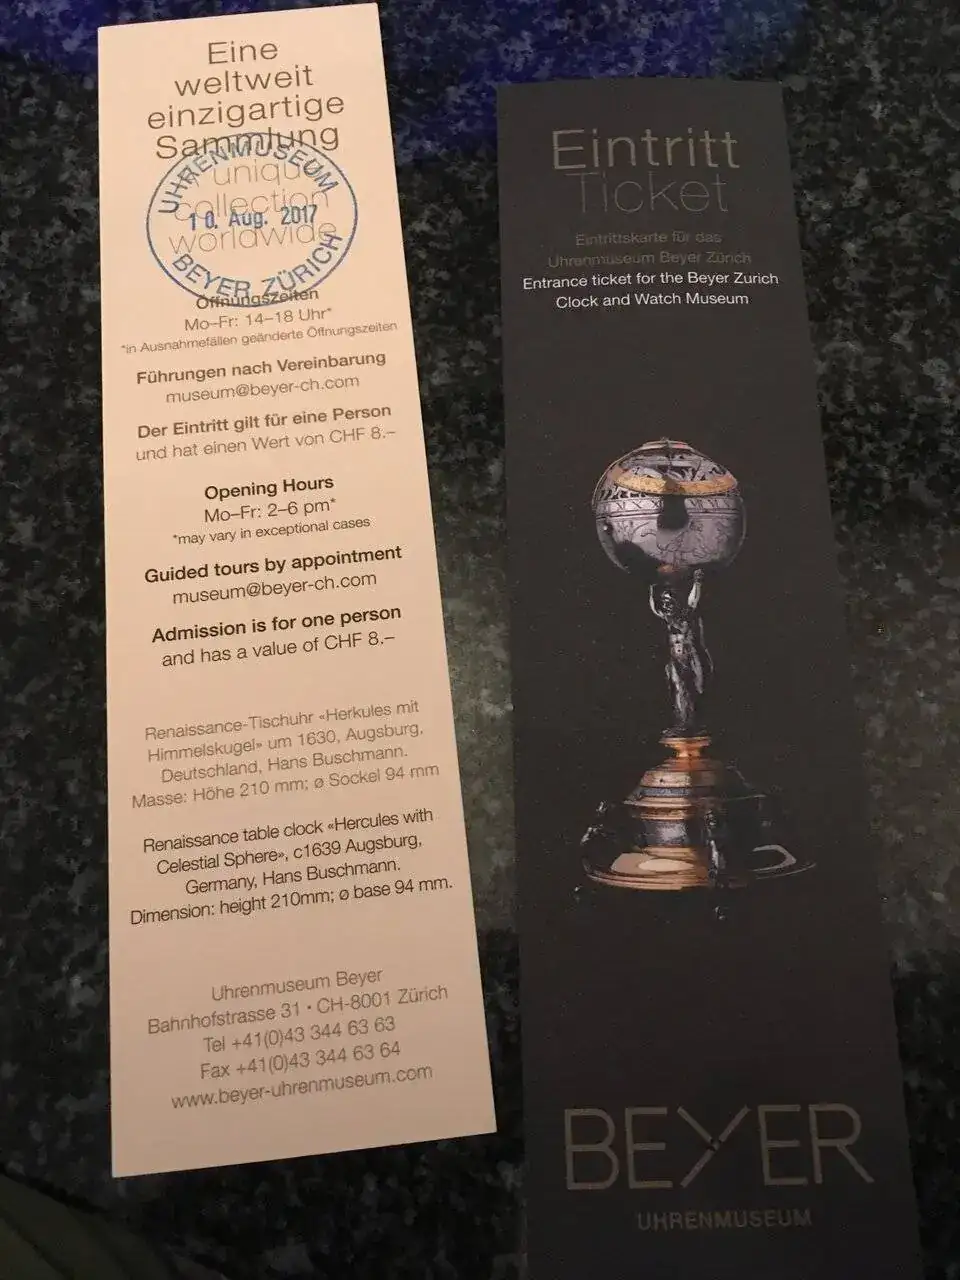 Eine
weltweit
einzigartige
Sammlung
unique
collection
worldwide
UHRENMUSEUM
10. Aug. 2017
BEYER ZÜRICH
Öffnungszeiten
Mo–Fr: 14–18 Uhr*
*in Ausnahmefällen geänderte Öffnungszeiten
Führungen nach Vereinbarung
museum@beyer-ch.com
Der Eintritt gilt für eine Person
und hat einen Wert von CHF 8.–
Opening Hours
Mo–Fr: 2–6 pm*
*may vary in exceptional cases
Guided tours by appointment
museum@beyer-ch.com
Admission is for one person
and has a value of CHF 8.–
Renaissance-Tischuhr «Herkules mit
Himmelskugel» um 1630, Augsburg,
Deutschland, Hans Buschmann.
Masse: Höhe 210 mm; ø Sockel 94 mm
Renaissance table clock «Hercules with
Celestial Sphere», c1639 Augsburg,
Germany, Hans Buschmann.
Dimension: height 210mm; ø base 94 mm.
Uhrenmuseum Beyer
Bahnhofstrasse 31 · CH-8001 Zürich
Tel +41(0)43 344 63 63
Fax +41(0)43 344 63 64
www.beyer-uhrenmuseum.com
Eintritt
Ticket
Eintrittskarte für das
Uhrenmuseum Beyer Zürich
Entrance ticket for the Beyer Zurich
Clock and Watch Museum
BEYER
UHRENMUSEUM